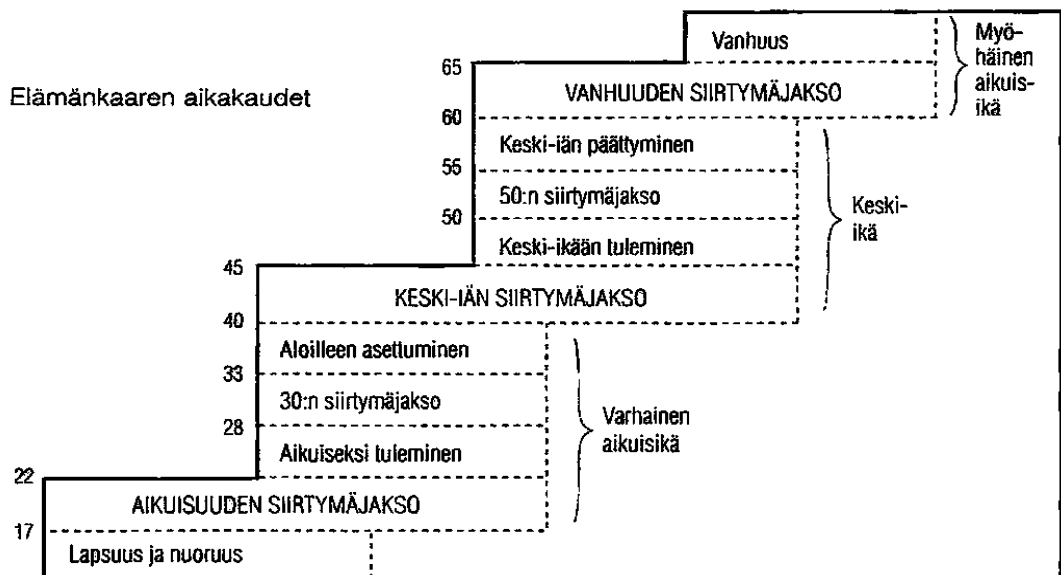 Elämänkaaren aikakaudet
Vanhuus
Myö-
häinen
aikuis-
ikä
65
VANHUUDEN SIIRTYMÄJAKSO
60
Keski-iän päättyminen
55
50:n siirtymäjakso
50
Keski-ikään tuleminen
Keski-
ikä
45
KESKI-IÄN SIIRTYMÄJAKSO
40
Aloilleen asettuminen
33
30:n siirtymäjakso
28
Aikuiseksi tuleminen
Varhainen
aikuisikä
22
AIKUISUUDEN SIIRTYMÄJAKSO
17
Lapsuus ja nuoruus